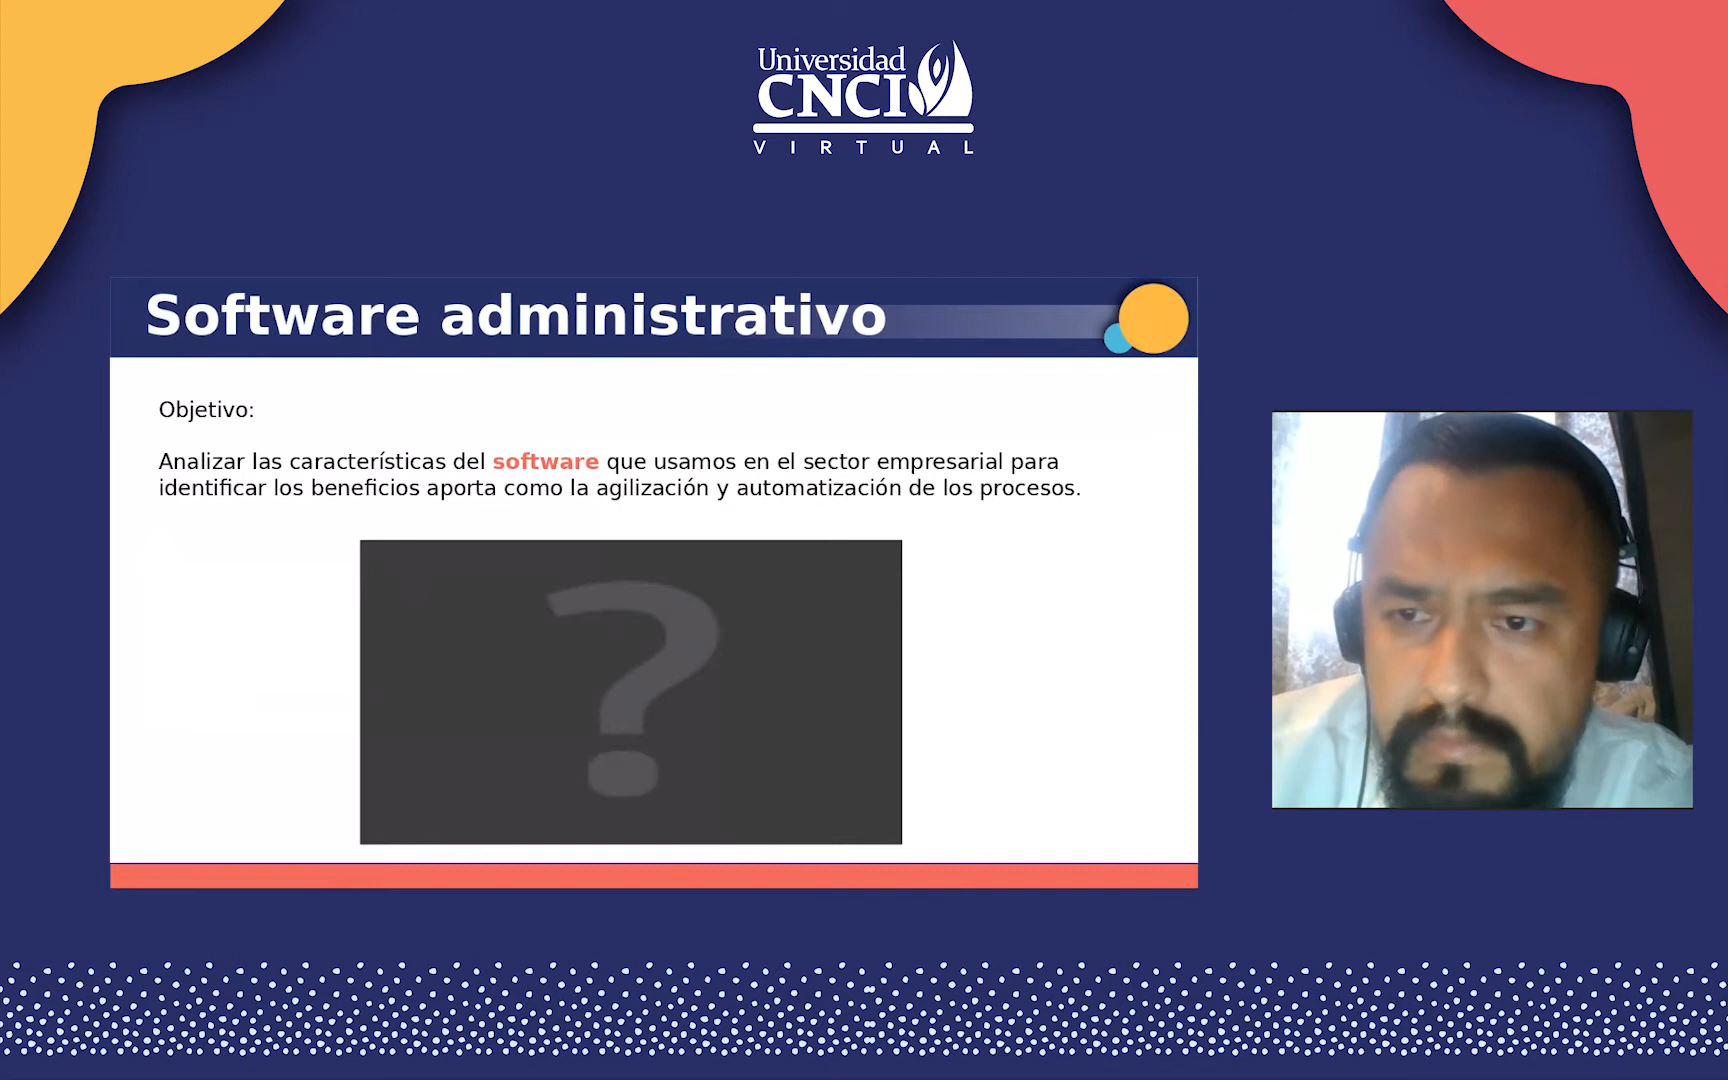 Universidad
CNCI
VIRTUAL
Software administrativo
Objetivo:
Analizar las características del software que usamos en el sector empresarial para
identificar los beneficios aporta como la agilización y automatización de los procesos.
?